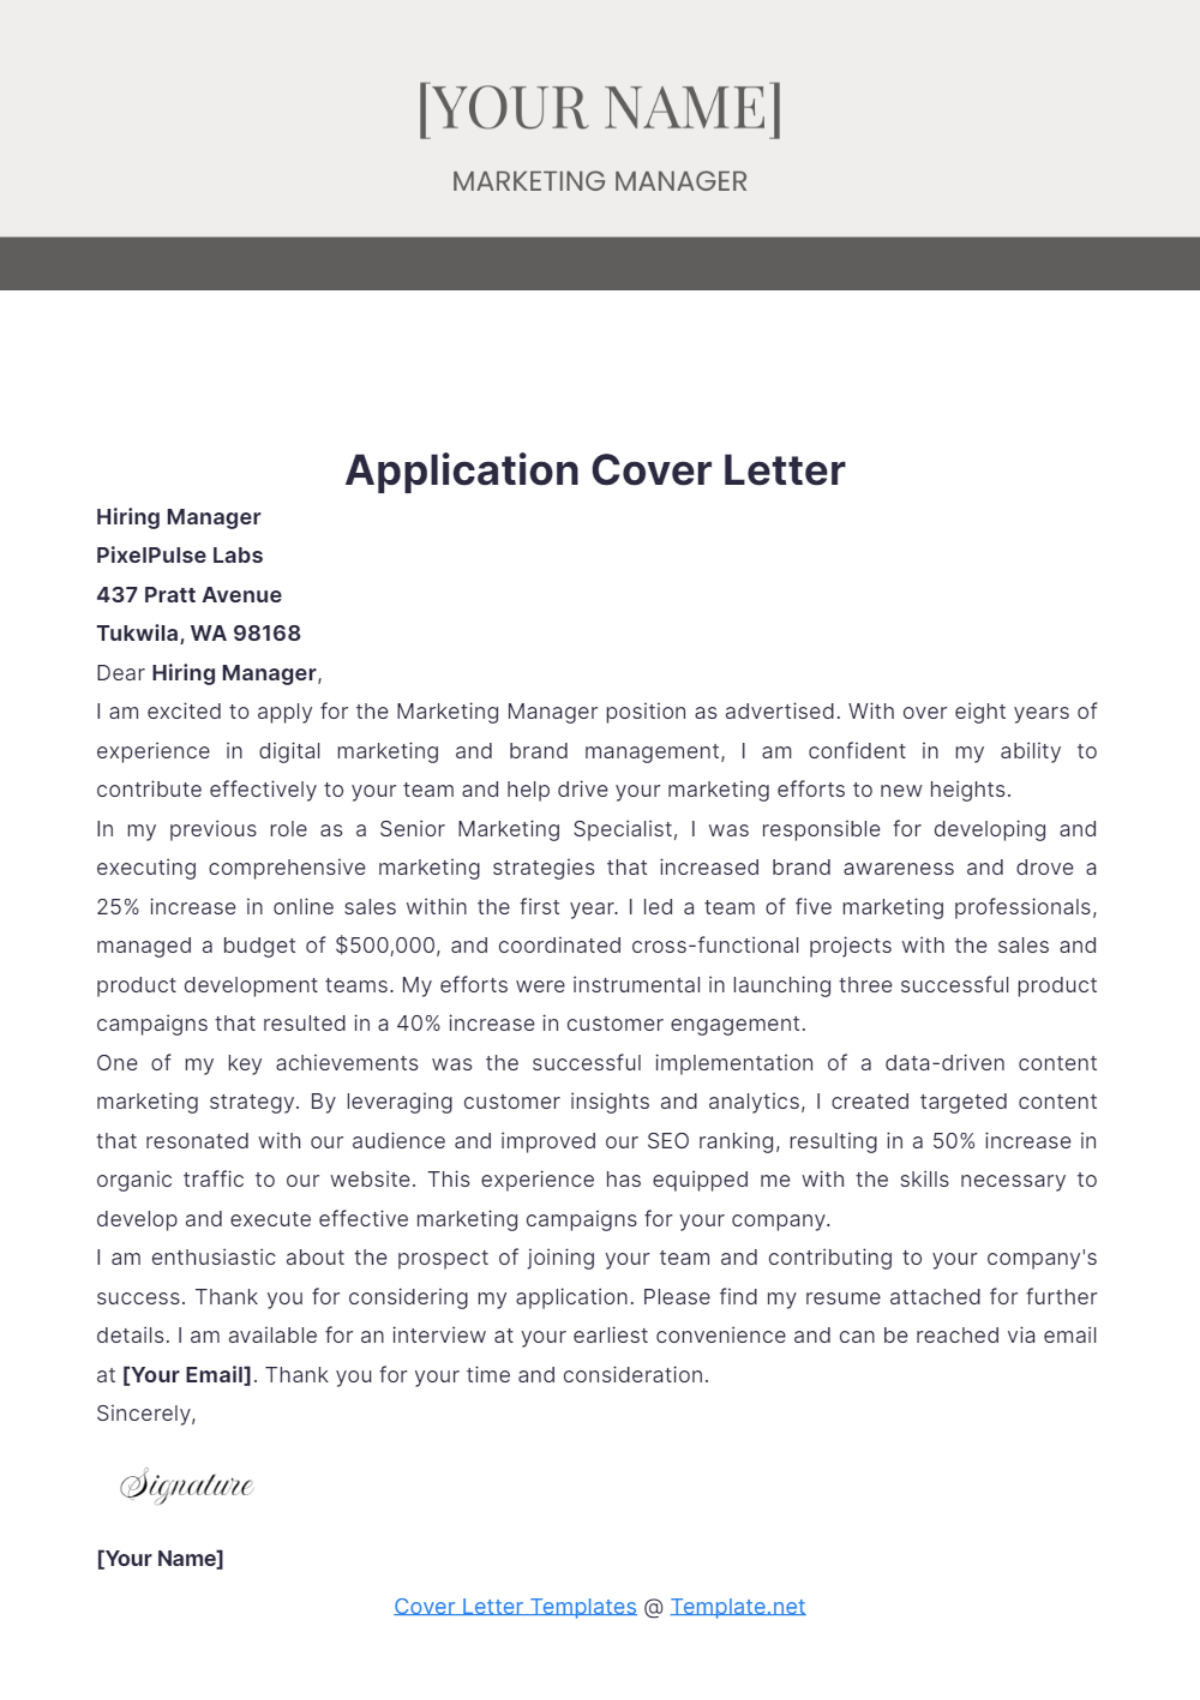 [YOUR NAME]
MARKETING MANAGER
Application Cover Letter
Hiring Manager
PixelPulse Labs
437 Pratt Avenue
Tukwila, WA 98168
Dear Hiring Manager,
I am excited to apply for the Marketing Manager position as advertised. With over eight years of
experience in digital marketing and brand management, I am confident in my ability to
contribute effectively to your team and help drive your marketing efforts to new heights.
In my previous role as a Senior Marketing Specialist, I was responsible for developing and
executing comprehensive marketing strategies that increased brand awareness and drove a
25% increase in online sales within the first year. I led a team of five marketing professionals,
managed a budget of $500,000, and coordinated cross-functional projects with the sales and
product development teams. My efforts were instrumental in launching three successful product
campaigns that resulted in a 40% increase in customer engagement.
One of my key achievements was the successful implementation of a data-driven content
marketing strategy. By leveraging customer insights and analytics, I created targeted content
that resonated with our audience and improved our SEO ranking, resulting in a 50% increase in
organic traffic to our website. This experience has equipped me with the skills necessary to
develop and execute effective marketing campaigns for your company.
I am enthusiastic about the prospect of joining your team and contributing to your company's
success. Thank you for considering my application. Please find my resume attached for further
details. I am available for an interview at your earliest convenience and can be reached via email
at [Your Email]. Thank you for your time and consideration.
Sincerely,
Signature
[Your Name]
Cover Letter Templates @ Template.net